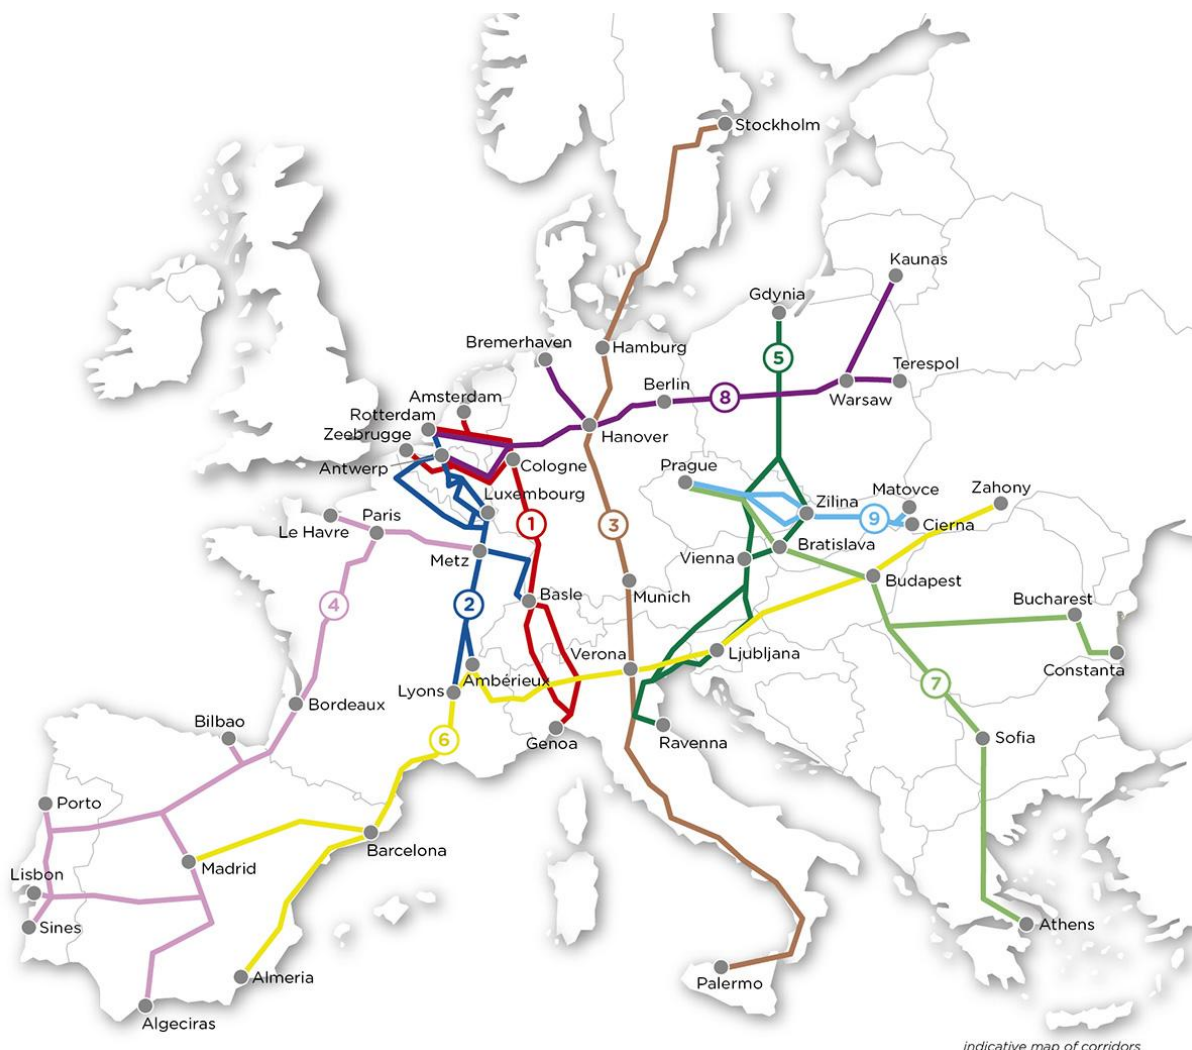 Stockholm
Kaunas
Gdynia
5
Bremerhaven
Hamburg
Terespol
Berlin
8
Warsaw
Amsterdam
Rotterdam
Zeebrugge
Hanover
Antwerp
Cologne
Prague
Luxembourg
Zilina
Matovce
Zahony
Le Havre
Paris
1
3
9
Cierna
Metz
Vienna
Bratislava
Budapest
4
2
Basle
Munich
Bucharest
Verona
Ljubljana
Constanta
Ambérieux
Lyons
7
Bordeaux
Bilbao
6
Genoa
Ravenna
Sofia
Porto
Barcelona
Madrid
Lisbon
Sines
Athens
Almeria
Palermo
Algeciras
indicative map of corridors